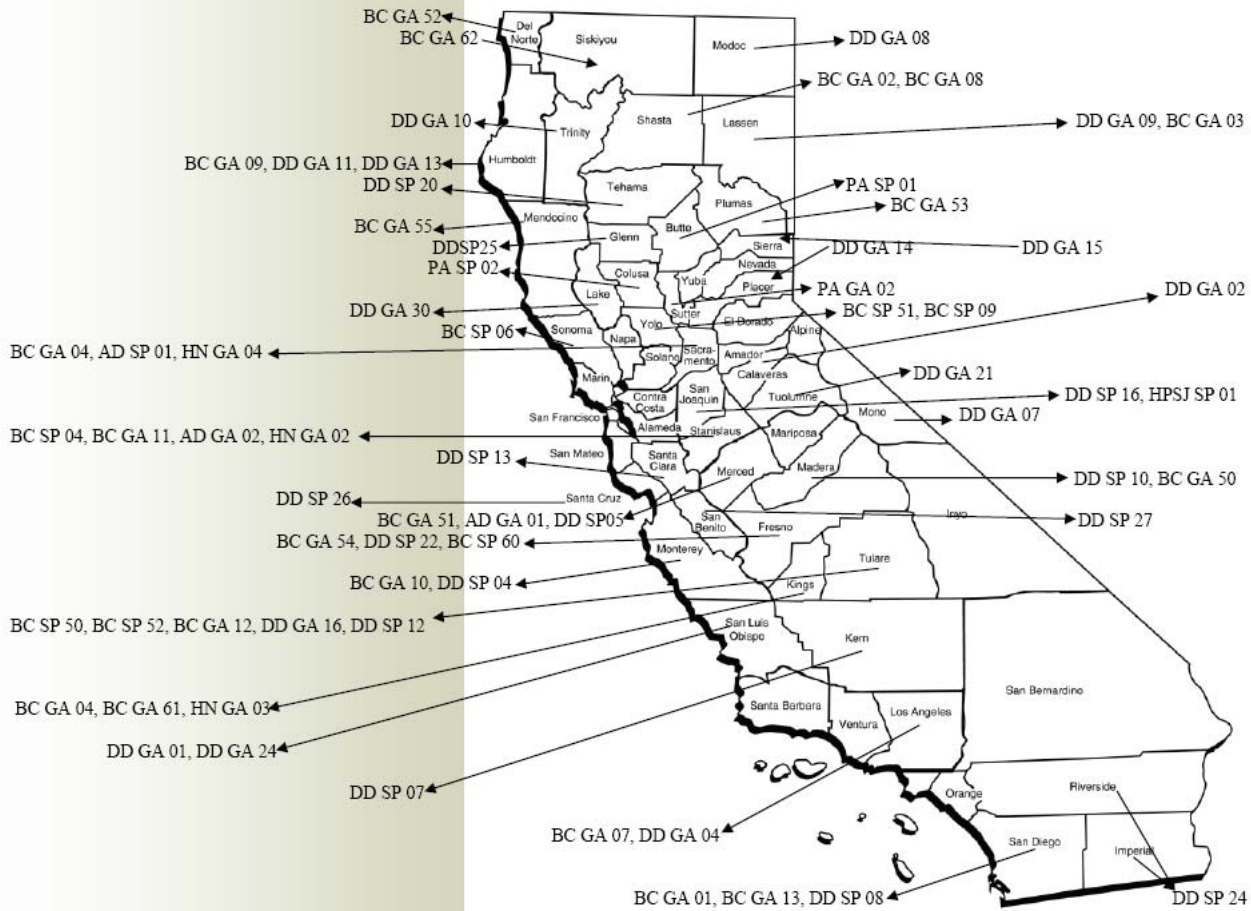 BC GA 52
Del Norte
Siskiyou
Modoc
DD GA 08
BC GA 62
BC GA 02, BC GA 08
DD GA 10
Trinity
Shasta
Lassen
DD GA 09, BC GA 03
BC GA 09, DD GA 11, DD GA 13
Humboldt
DD SP 20
Tehama
Plumas
PA SP 01
BC GA 53
BC GA 55
Mendocino
Butte
DDSP25
Glenn
Sierra
DD GA 14
DD GA 15
PA SP 02
Colusa
Yuba
Nevada
Placer
DD GA 30
Lake
Sutter
PA GA 02
DD GA 02
BC SP 06
Sonoma
Napa
Yolo
El Dorado
Alpine
BC SP 51, BC SP 09
BC GA 04, AD SP 01, HN GA 04
Solano
Sacra-
mento
Amador
Marin
Calaveras
DD GA 21
Contra Costa
San Joaquin
Tuolumne
DD SP 16, HPSJ SP 01
San Francisco
Mono
DD GA 07
BC SP 04, BC GA 11, AD GA 02, HN GA 02
Alameda
Stanislaus
Mariposa
DD SP 13
San Mateo
Santa Clara
Merced
Madera
DD SP 10, BC GA 50
DD SP 26
Santa Cruz
BC GA 51, AD GA 01, DD SP05
San Benito
Fresno
Inyo
DD SP 27
BC GA 54, DD SP 22, BC SP 60
Monterey
Tulare
BC GA 10, DD SP 04
Kings
BC SP 50, BC SP 52, BC GA 12, DD GA 16, DD SP 12
San Luis Obispo
Kern
BC GA 04, BC GA 61, HN GA 03
Santa Barbara
Ventura
Los Angeles
San Bernardino
DD GA 01, DD GA 24
DD SP 07
Orange
Riverside
BC GA 07, DD GA 04
San Diego
Imperial
BC GA 01, BC GA 13, DD SP 08
DD SP 24